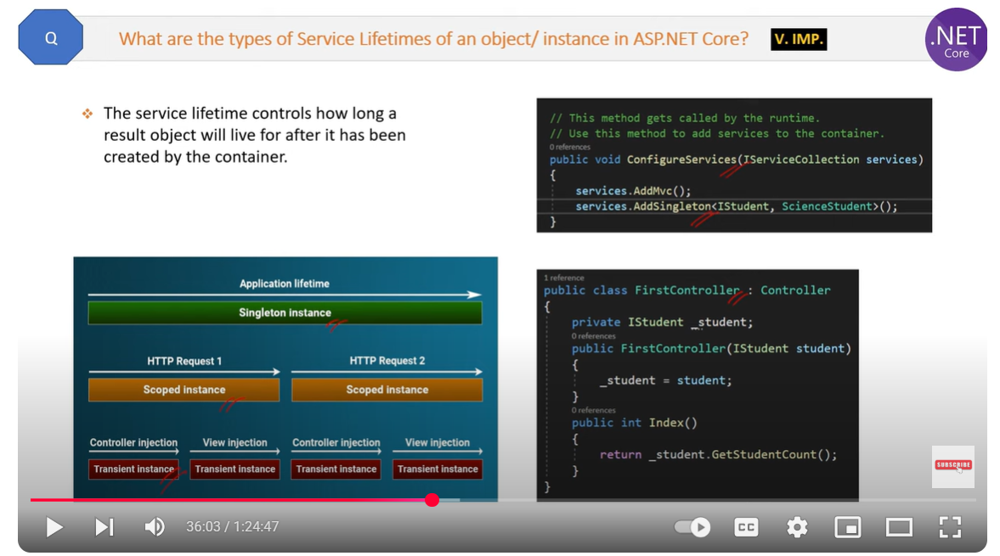 Q
What are the types of Service Lifetimes of an object/ instance in ASP.NET Core?
V. IMP.
.NET
Core
❖ The service lifetime controls how long a
result object will live for after it has been
created by the container.
// This method gets called by the runtime.
// Use this method to add services to the container.
0 references
public void ConfigureServices(IServiceCollection services)
{
services.AddMvc();
services.AddSingleton<IStudent, ScienceStudent>();
}
Application lifetime
Singleton instance
HTTP Request 1 HTTP Request 2
Scoped instance Scoped instance
Controller injection View injection Controller injection View injection
Transient instance Transient instance Transient instance Transient instance
1 reference
public class FirstController : Controller
{
private IStudent _student;
0 references
public FirstController(IStudent student)
{
_student = student;
}
0 references
public int Index()
{
return _student.GetStudentCount();
}
}
SUBSCRIBE
36:03 / 1:24:47
CC